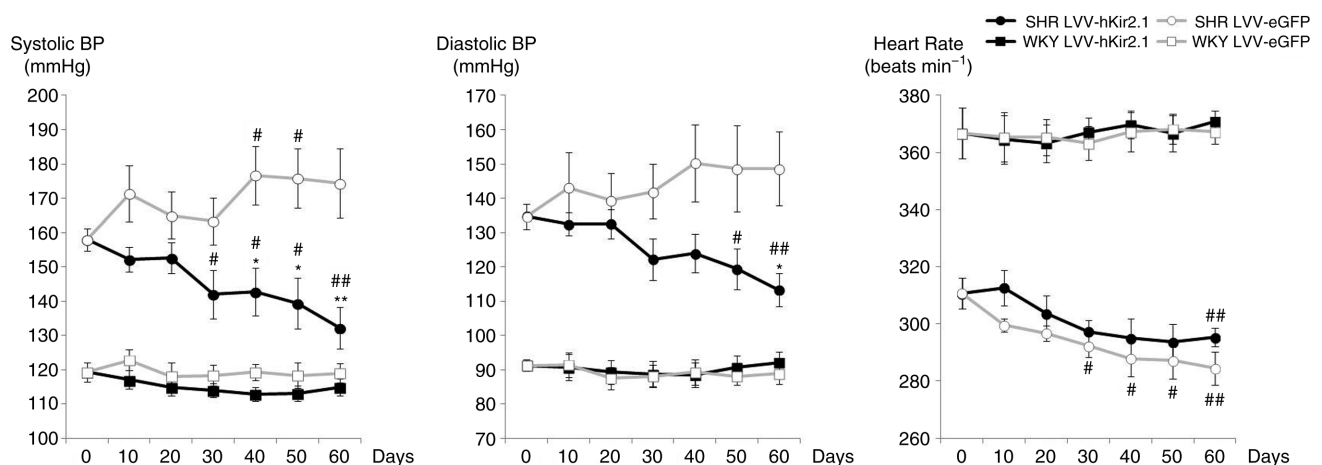 SHR LVV-hKir2.1 SHR LVV-eGFP
WKY LVV-hKir2.1 WKY LVV-eGFP
Systolic BP
(mmHg)
200
190
180
170
160
150
140
130
120
110
100
# #
# # #
* *
##
**
0 10 20 30 40 50 60 Days
Diastolic BP
(mmHg)
170
160
150
140
130
120
110
100
90
80
70
# ##
*
0 10 20 30 40 50 60 Days
Heart Rate
(beats min⁻¹)
380
360
340
320
300
280
260
##
# # # ##
0 10 20 30 40 50 60 Days